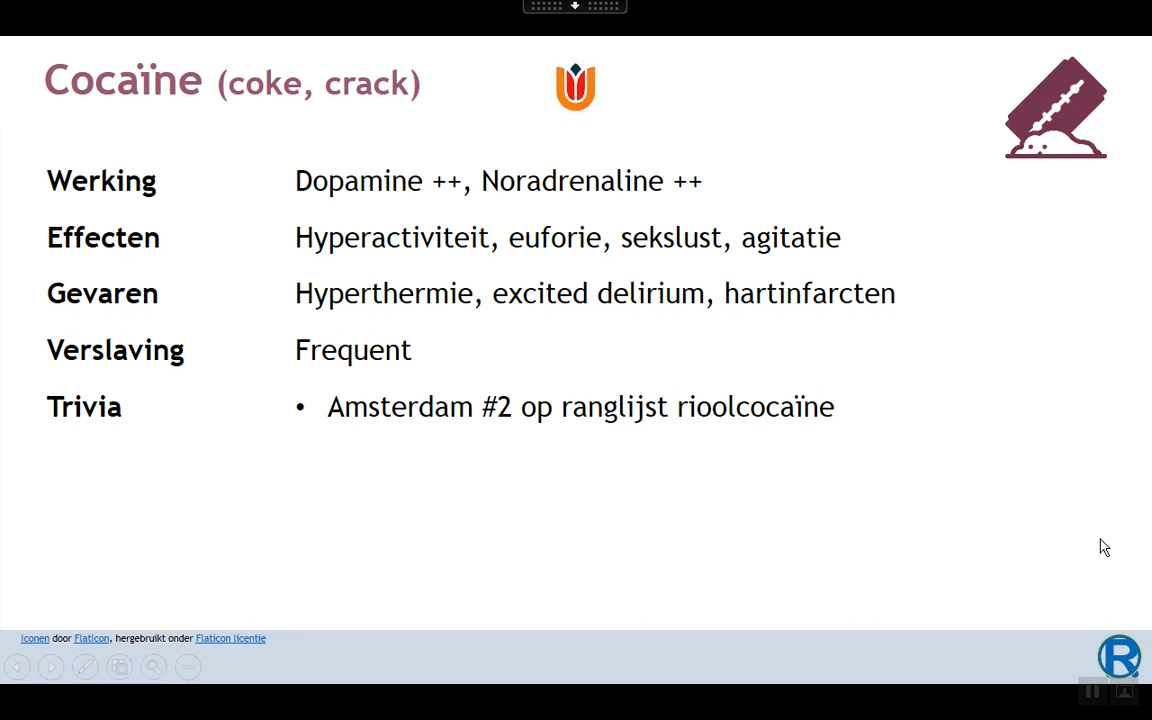 Cocaïne (coke, crack)
Werking Dopamine ++, Noradrenaline ++
Effecten Hyperactiviteit, euforie, sekslust, agitatie
Gevaren Hyperthermie, excited delirium, hartinfarcten
Verslaving Frequent
Trivia • Amsterdam #2 op ranglijst rioolcocaïne
Iconen door Flaticon, hergebruikt onder Flaticon licentie
R